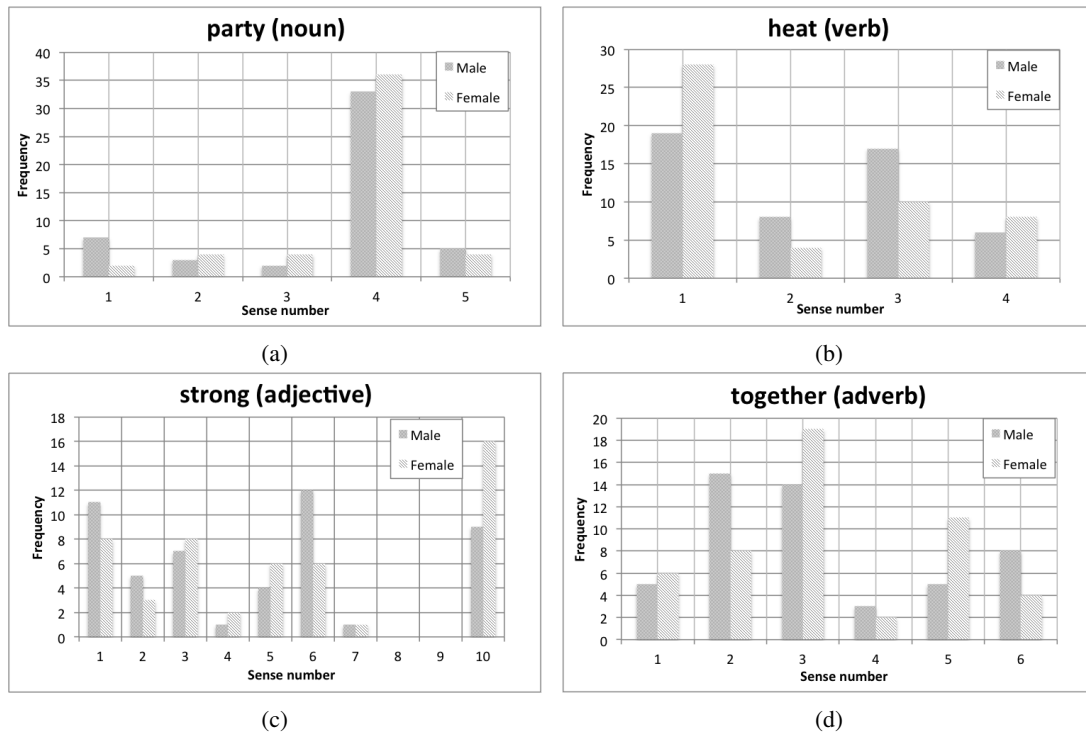 party (noun)
40
35
30
25
20
15
10
5
0
Frequency
Male
Female
1 2 3 4 5
Sense number
(a)
heat (verb)
30
25
20
15
10
5
0
Frequency
Male
Female
1 2 3 4
Sense number
(b)
strong (adjective)
18
16
14
12
10
8
6
4
2
0
Frequency
Male
Female
1 2 3 4 5 6 7 8 9 10
Sense number
(c)
together (adverb)
20
18
16
14
12
10
8
6
4
2
0
Frequency
Male
Female
1 2 3 4 5 6
Sense number
(d)